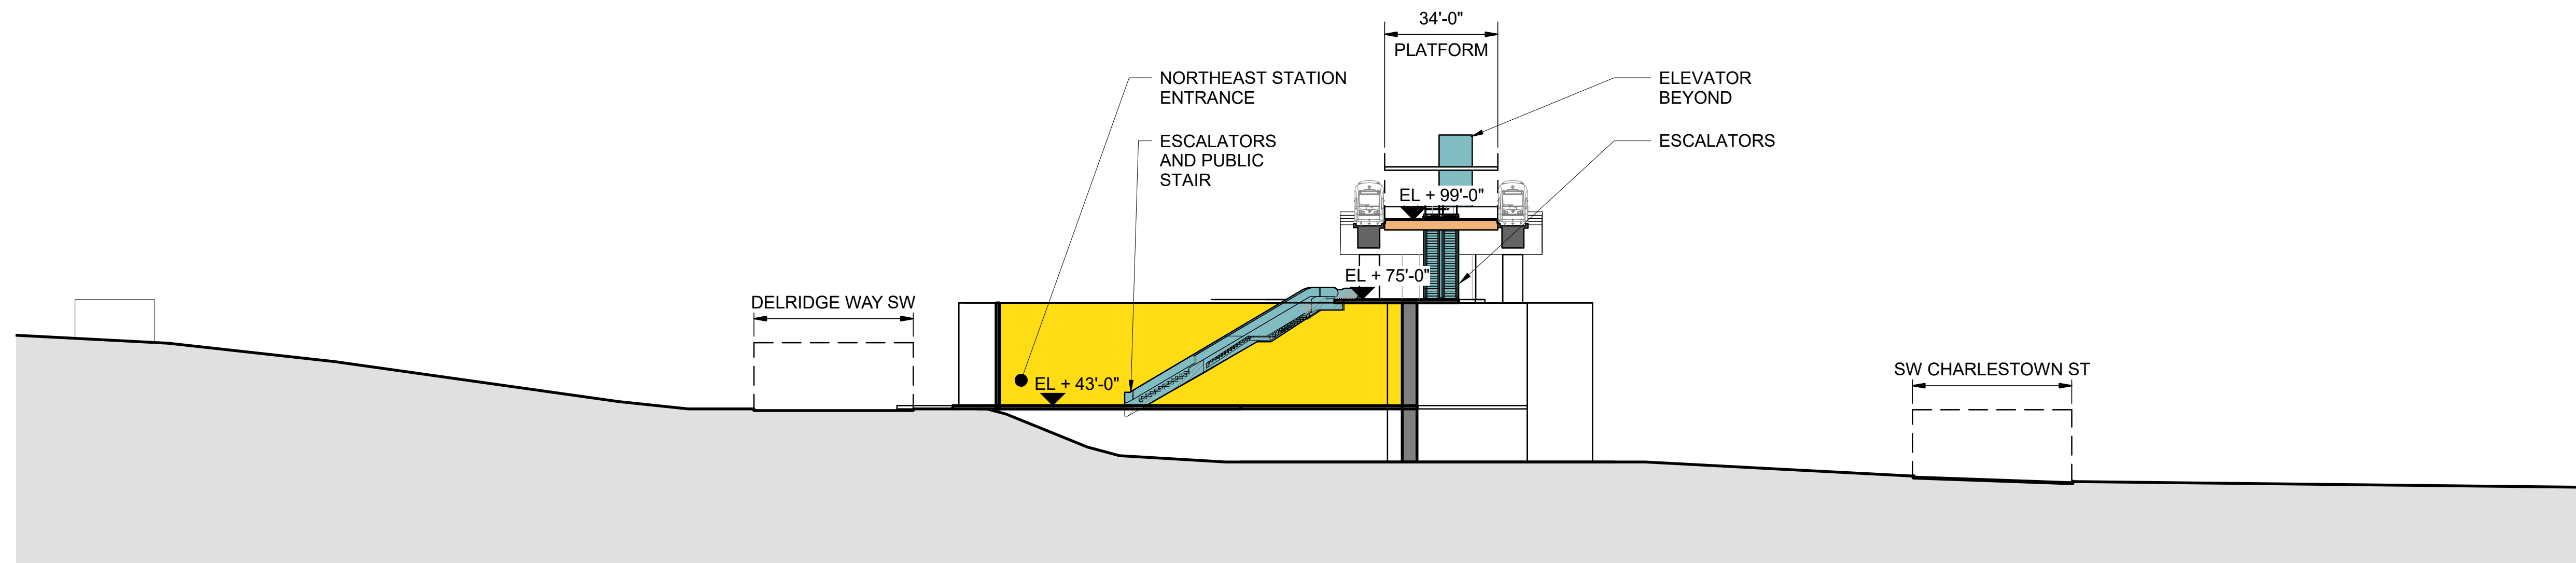 34'-0"
PLATFORM
NORTHEAST STATION
ENTRANCE
ELEVATOR
BEYOND
ESCALATORS
AND PUBLIC
STAIR
ESCALATORS
EL + 99'-0"
EL + 75'-0"
DELRIDGE WAY SW
EL + 43'-0"
SW CHARLESTOWN ST